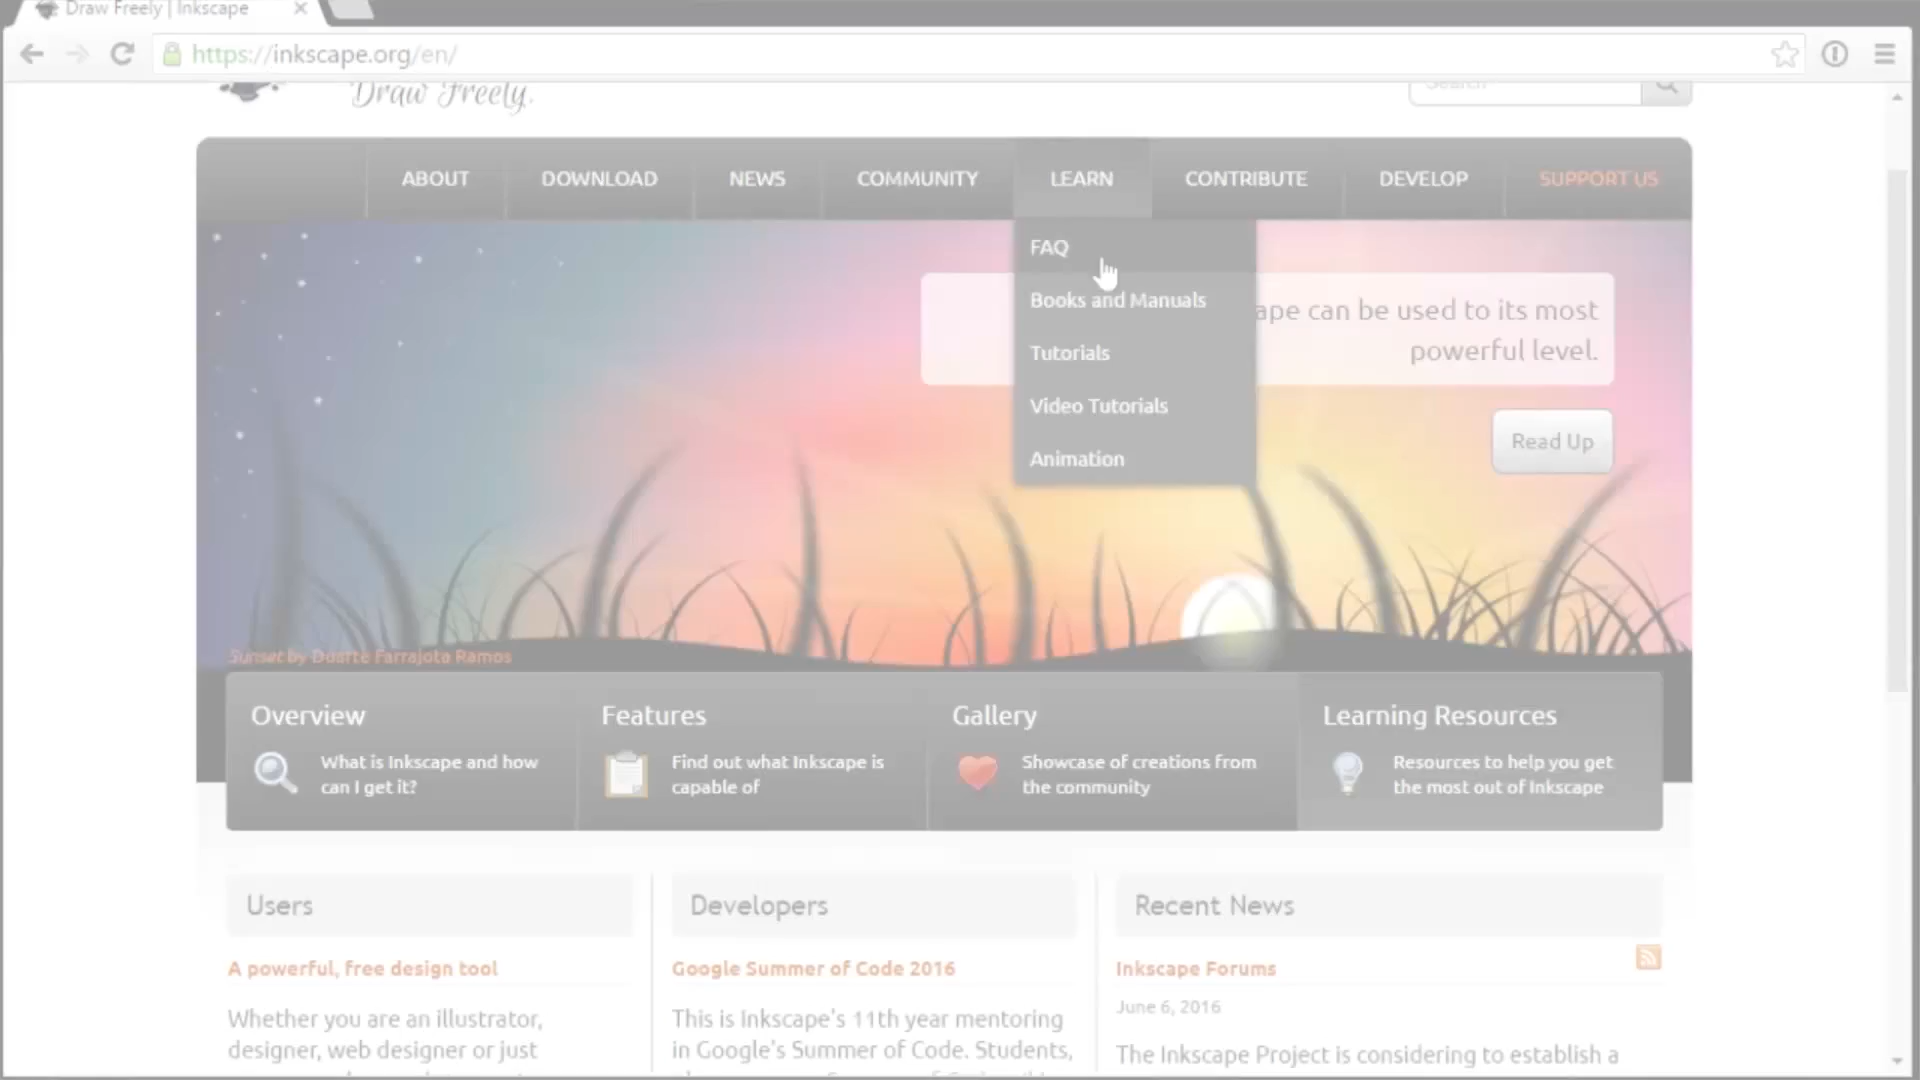 Draw Freely | Inkscape
https://inkscape.org/en/
Draw Freely.
Search
ABOUT
DOWNLOAD
NEWS
COMMUNITY
LEARN
CONTRIBUTE
DEVELOP
SUPPORT US
FAQ
Books and Manuals
Tutorials
Video Tutorials
Animation
ape can be used to its most
powerful level.
Read Up
Sunset by Duarte Farrajota Ramos
Overview
What is Inkscape and how
can I get it?
Features
Find out what Inkscape is
capable of
Gallery
Showcase of creations from
the community
Learning Resources
Resources to help you get
the most out of Inkscape
Users
A powerful, free design tool
Whether you are an illustrator,
designer, web designer or just
Developers
Google Summer of Code 2016
This is Inkscape's 11th year mentoring
in Google's Summer of Code. Students,
Recent News
Inkscape Forums
June 6, 2016
The Inkscape Project is considering to establish a